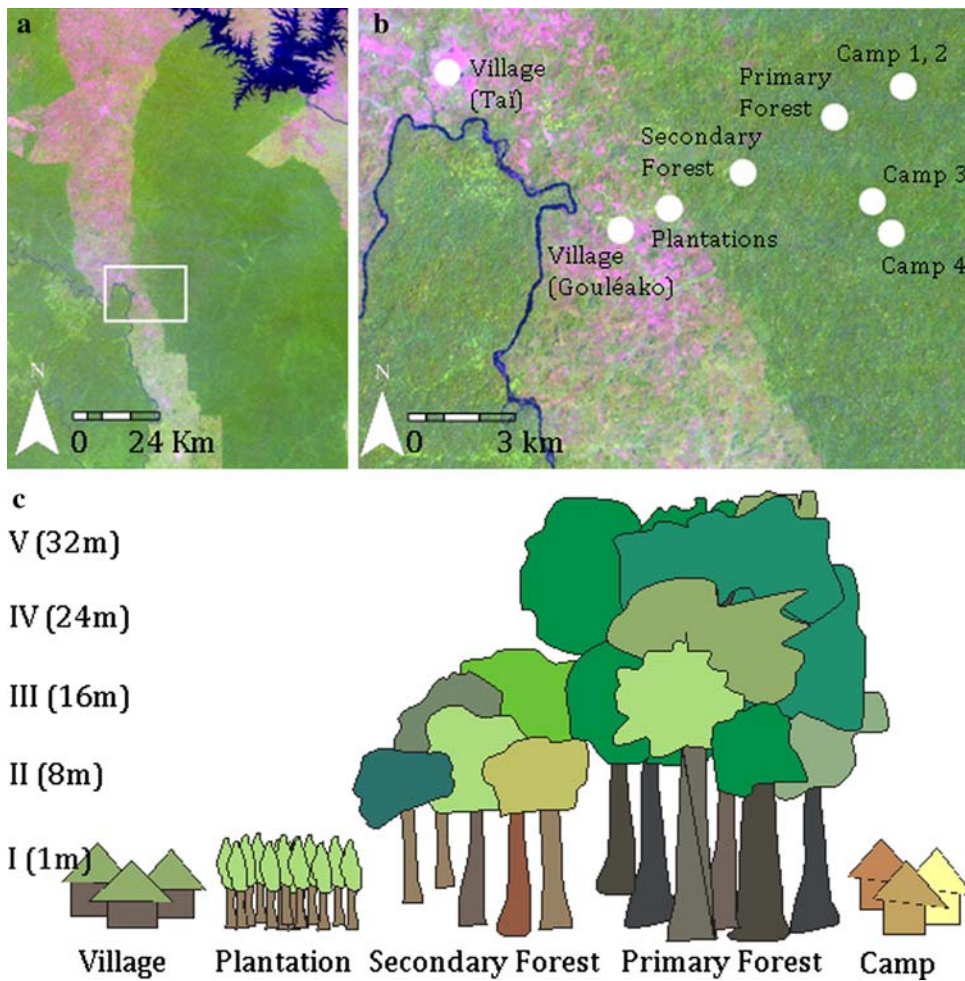 a
N
0 24 Km
b
Village
(Taï)
Camp 1, 2
Primary
Forest
Secondary
Forest
Camp 3
Plantations
Village
(Gouléako)
Camp 4
N
0 3 km
c
V (32m)
IV (24m)
III (16m)
II (8m)
I (1m)
Village Plantation Secondary Forest Primary Forest Camp